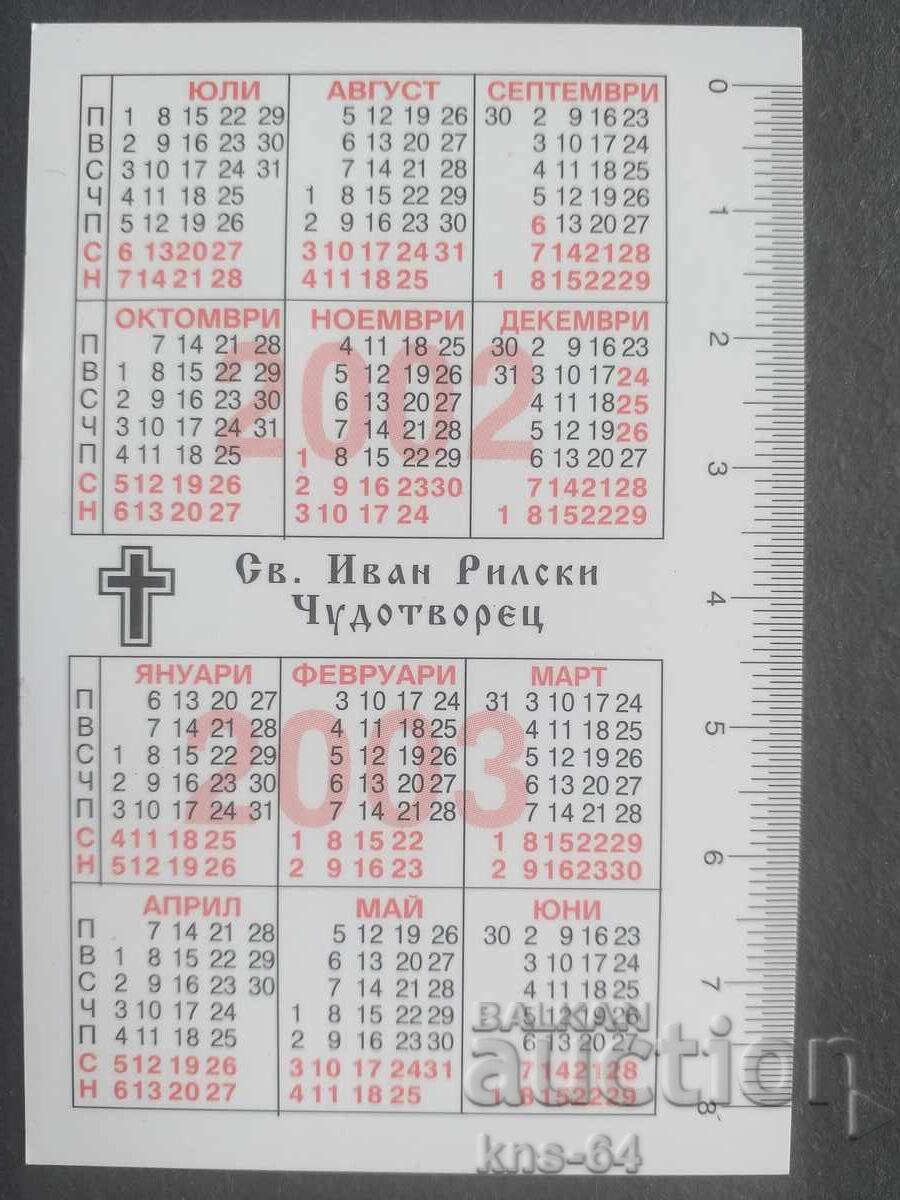 ЮЛИ АВГУСТ СЕПТЕМВРИ
П 1 8 15 22 29 5 12 19 26 30 2 9 16 23
В 2 9 16 23 30 6 13 20 27 3 10 17 24
С 3 10 17 24 31 7 14 21 28 4 11 18 25
Ч 4 11 18 25 1 8 15 22 29 5 12 19 26
П 5 12 19 26 2 9 16 23 30 6 13 20 27
С 6 13 20 27 3 10 17 24 31 7 14 21 28
Н 7 14 21 28 4 11 18 25 1 8 15 22 29
ОКТОМВРИ НОЕМВРИ ДЕКЕМВРИ
2002
П 7 14 21 28 4 11 18 25 30 2 9 16 23
В 1 8 15 22 29 5 12 19 26 31 3 10 17 24
С 2 9 16 23 30 6 13 20 27 4 11 18 25
Ч 3 10 17 24 31 7 14 21 28 5 12 19 26
П 4 11 18 25 1 8 15 22 29 6 13 20 27
С 5 12 19 26 2 9 16 23 30 7 14 21 28
Н 6 13 20 27 3 10 17 24 1 8 15 22 29
Св. Иван Рилски
Чудотворец
ЯНУАРИ ФЕВРУАРИ МАРТ
2003
П 6 13 20 27 3 10 17 24 31 3 10 17 24
В 7 14 21 28 4 11 18 25 4 11 18 25
С 1 8 15 22 29 5 12 19 26 5 12 19 26
Ч 2 9 16 23 30 6 13 20 27 6 13 20 27
П 3 10 17 24 31 7 14 21 28 7 14 21 28
С 4 11 18 25 1 8 15 22 1 8 15 22 29
Н 5 12 19 26 2 9 16 23 2 9 16 23 30
АПРИЛ МАЙ ЮНИ
П 7 14 21 28 5 12 19 26 30 2 9 16 23
В 1 8 15 22 29 6 13 20 27 3 10 17 24
С 2 9 16 23 30 7 14 21 28 4 11 18 25
Ч 3 10 17 24 1 8 15 22 29 5 12 19 26
П 4 11 18 25 2 9 16 23 30 6 13 20 27
С 5 12 19 26 3 10 17 24 31 7 14 21 28
Н 6 13 20 27 4 11 18 25 1 8 15 22 29
0
1
2
3
4
5
6
7
8
BALKAN
auction
kns-64